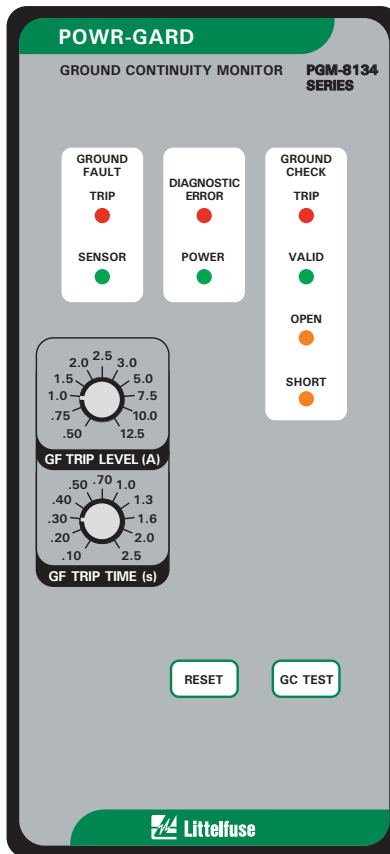 POWR-GARD
GROUND CONTINUITY MONITOR PGM-8134
SERIES
GROUND
FAULT
TRIP
SENSOR
DIAGNOSTIC
ERROR
POWER
GROUND
CHECK
TRIP
VALID
OPEN
SHORT
.50
.75
1.0
1.5
2.0
2.5
3.0
5.0
7.5
10.0
12.5
GF TRIP LEVEL (A)
.10
.20
.30
.40
.50
.70
1.0
1.3
1.6
2.0
2.5
GF TRIP TIME (s)
RESET
GC TEST
Littelfuse